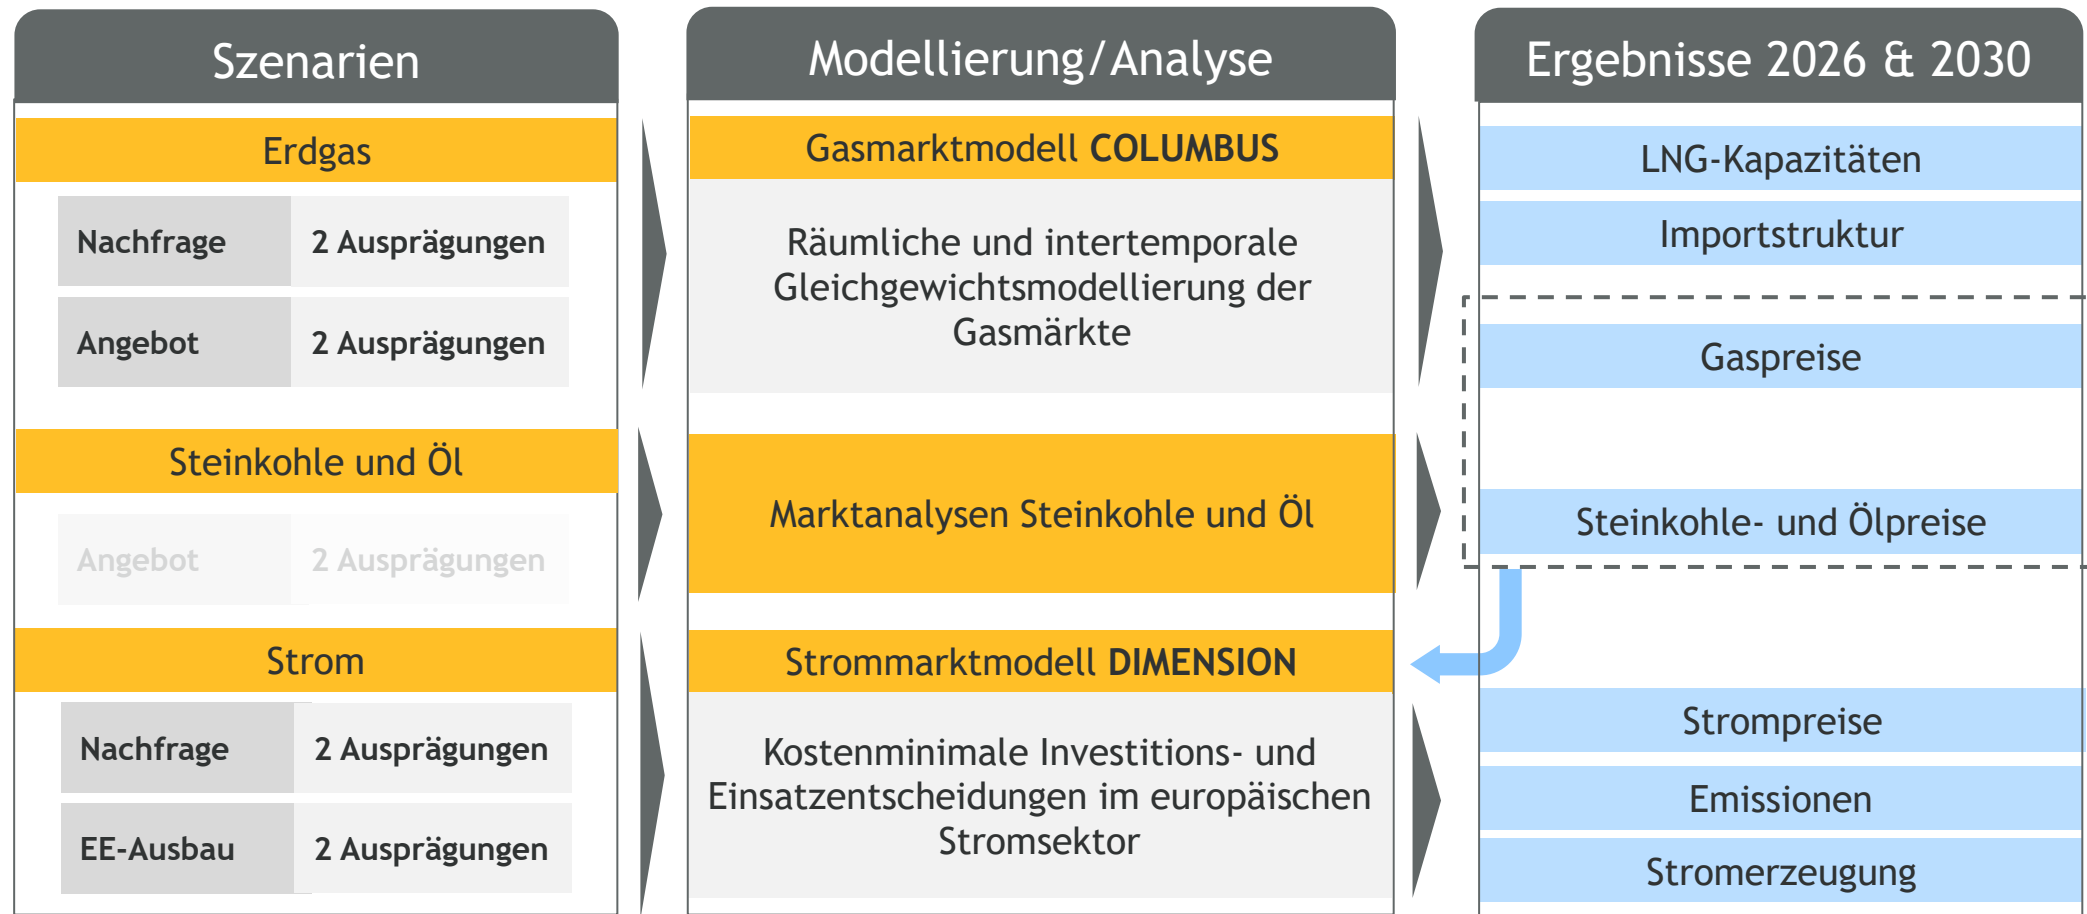 Szenarien
Erdgas
Nachfrage 2 Ausprägungen
Angebot 2 Ausprägungen
Steinkohle und Öl
Angebot 2 Ausprägungen
Strom
Nachfrage 2 Ausprägungen
EE-Ausbau 2 Ausprägungen
Modellierung/Analyse
Gasmarktmodell COLUMBUS
Räumliche und intertemporale
Gleichgewichtsmodellierung der
Gasmärkte
Marktanalysen Steinkohle und Öl
Strommarktmodell DIMENSION
Kostenminimale Investitions- und
Einsatzentscheidungen im europäischen
Stromsektor
Ergebnisse 2026 & 2030
LNG-Kapazitäten
Importstruktur
Gaspreise
Steinkohle- und Ölpreise
Strompreise
Emissionen
Stromerzeugung